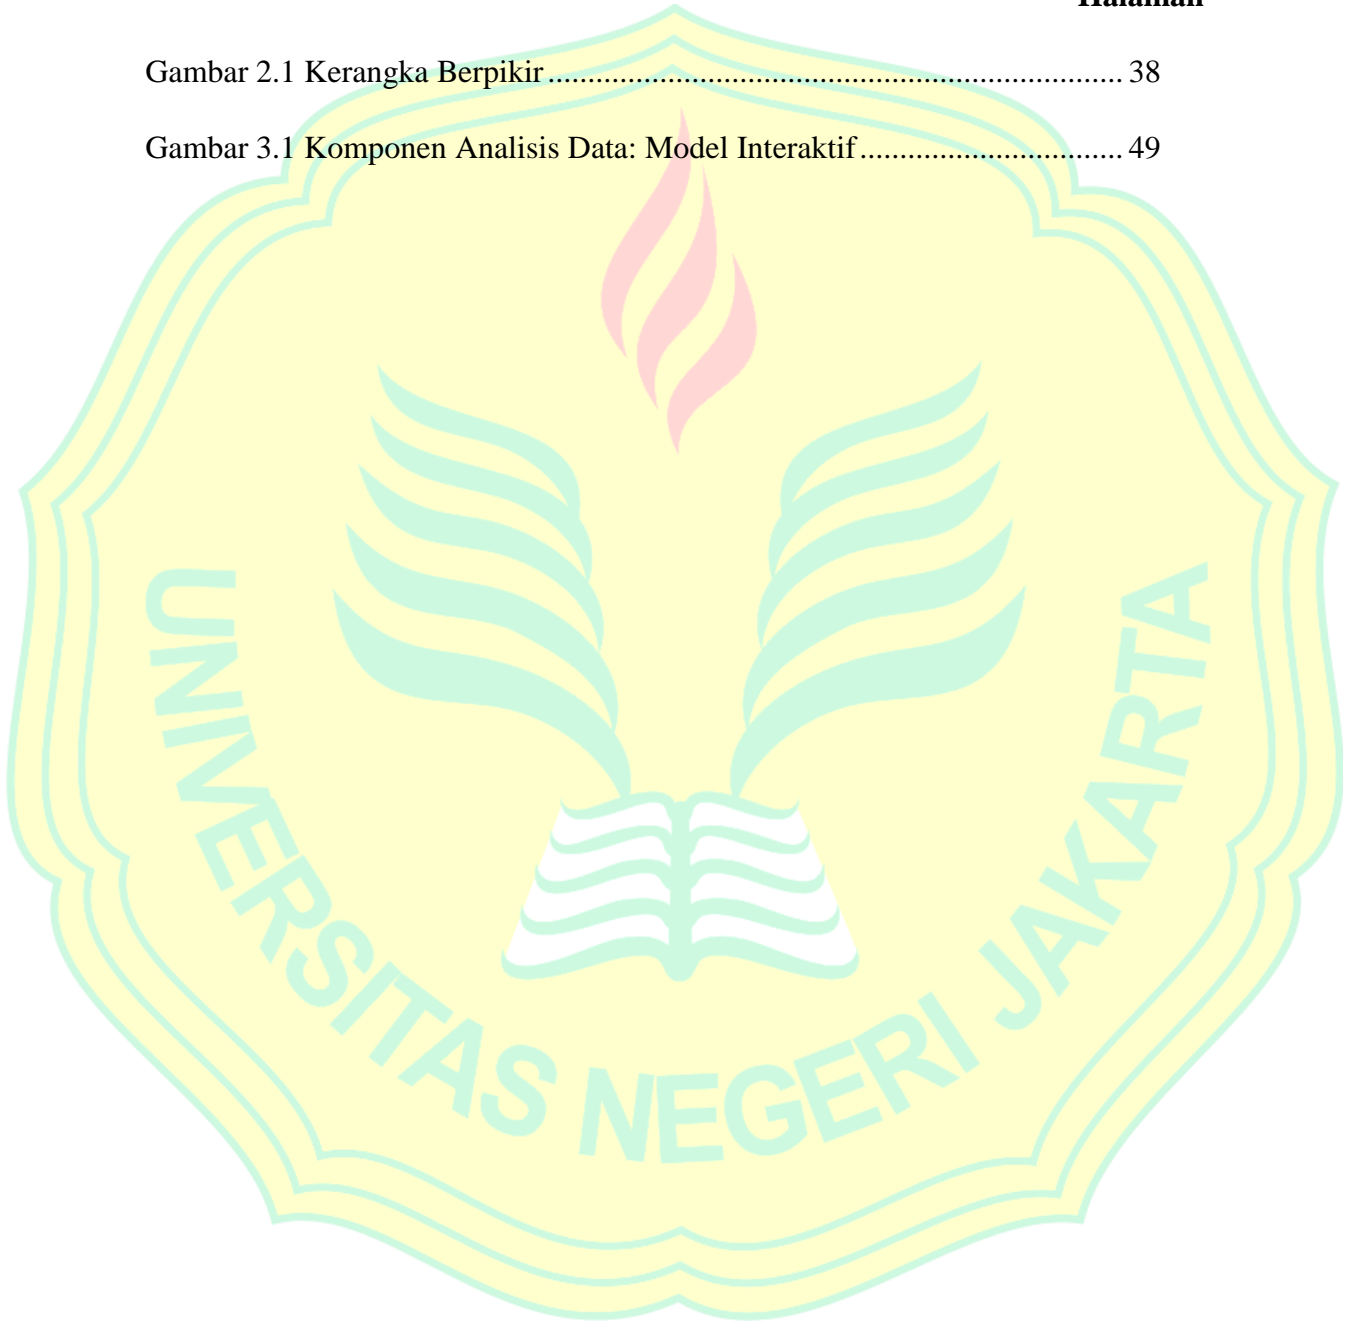 Halaman
Gambar 2.1 Kerangka Berpikir....................................................................... 38
Gambar 3.1 Komponen Analisis Data: Model Interaktif................................ 49
UNIVERSITAS NEGERI JAKARTA